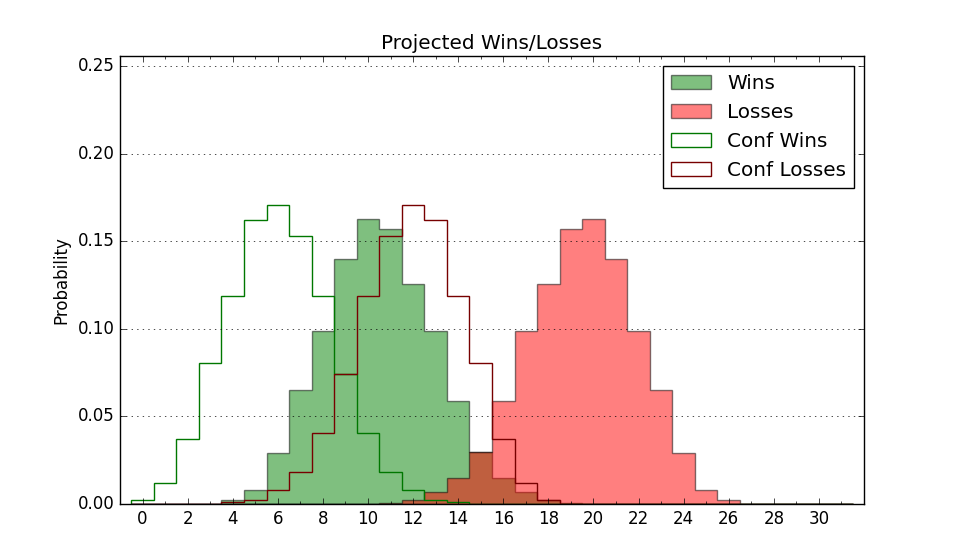 Projected Wins/Losses
0.25
0.20
0.15
0.10
0.05
0.00
Probability
Wins
Losses
Conf Wins
Conf Losses
0 2 4 6 8 10 12 14 16 18 20 22 24 26 28 30